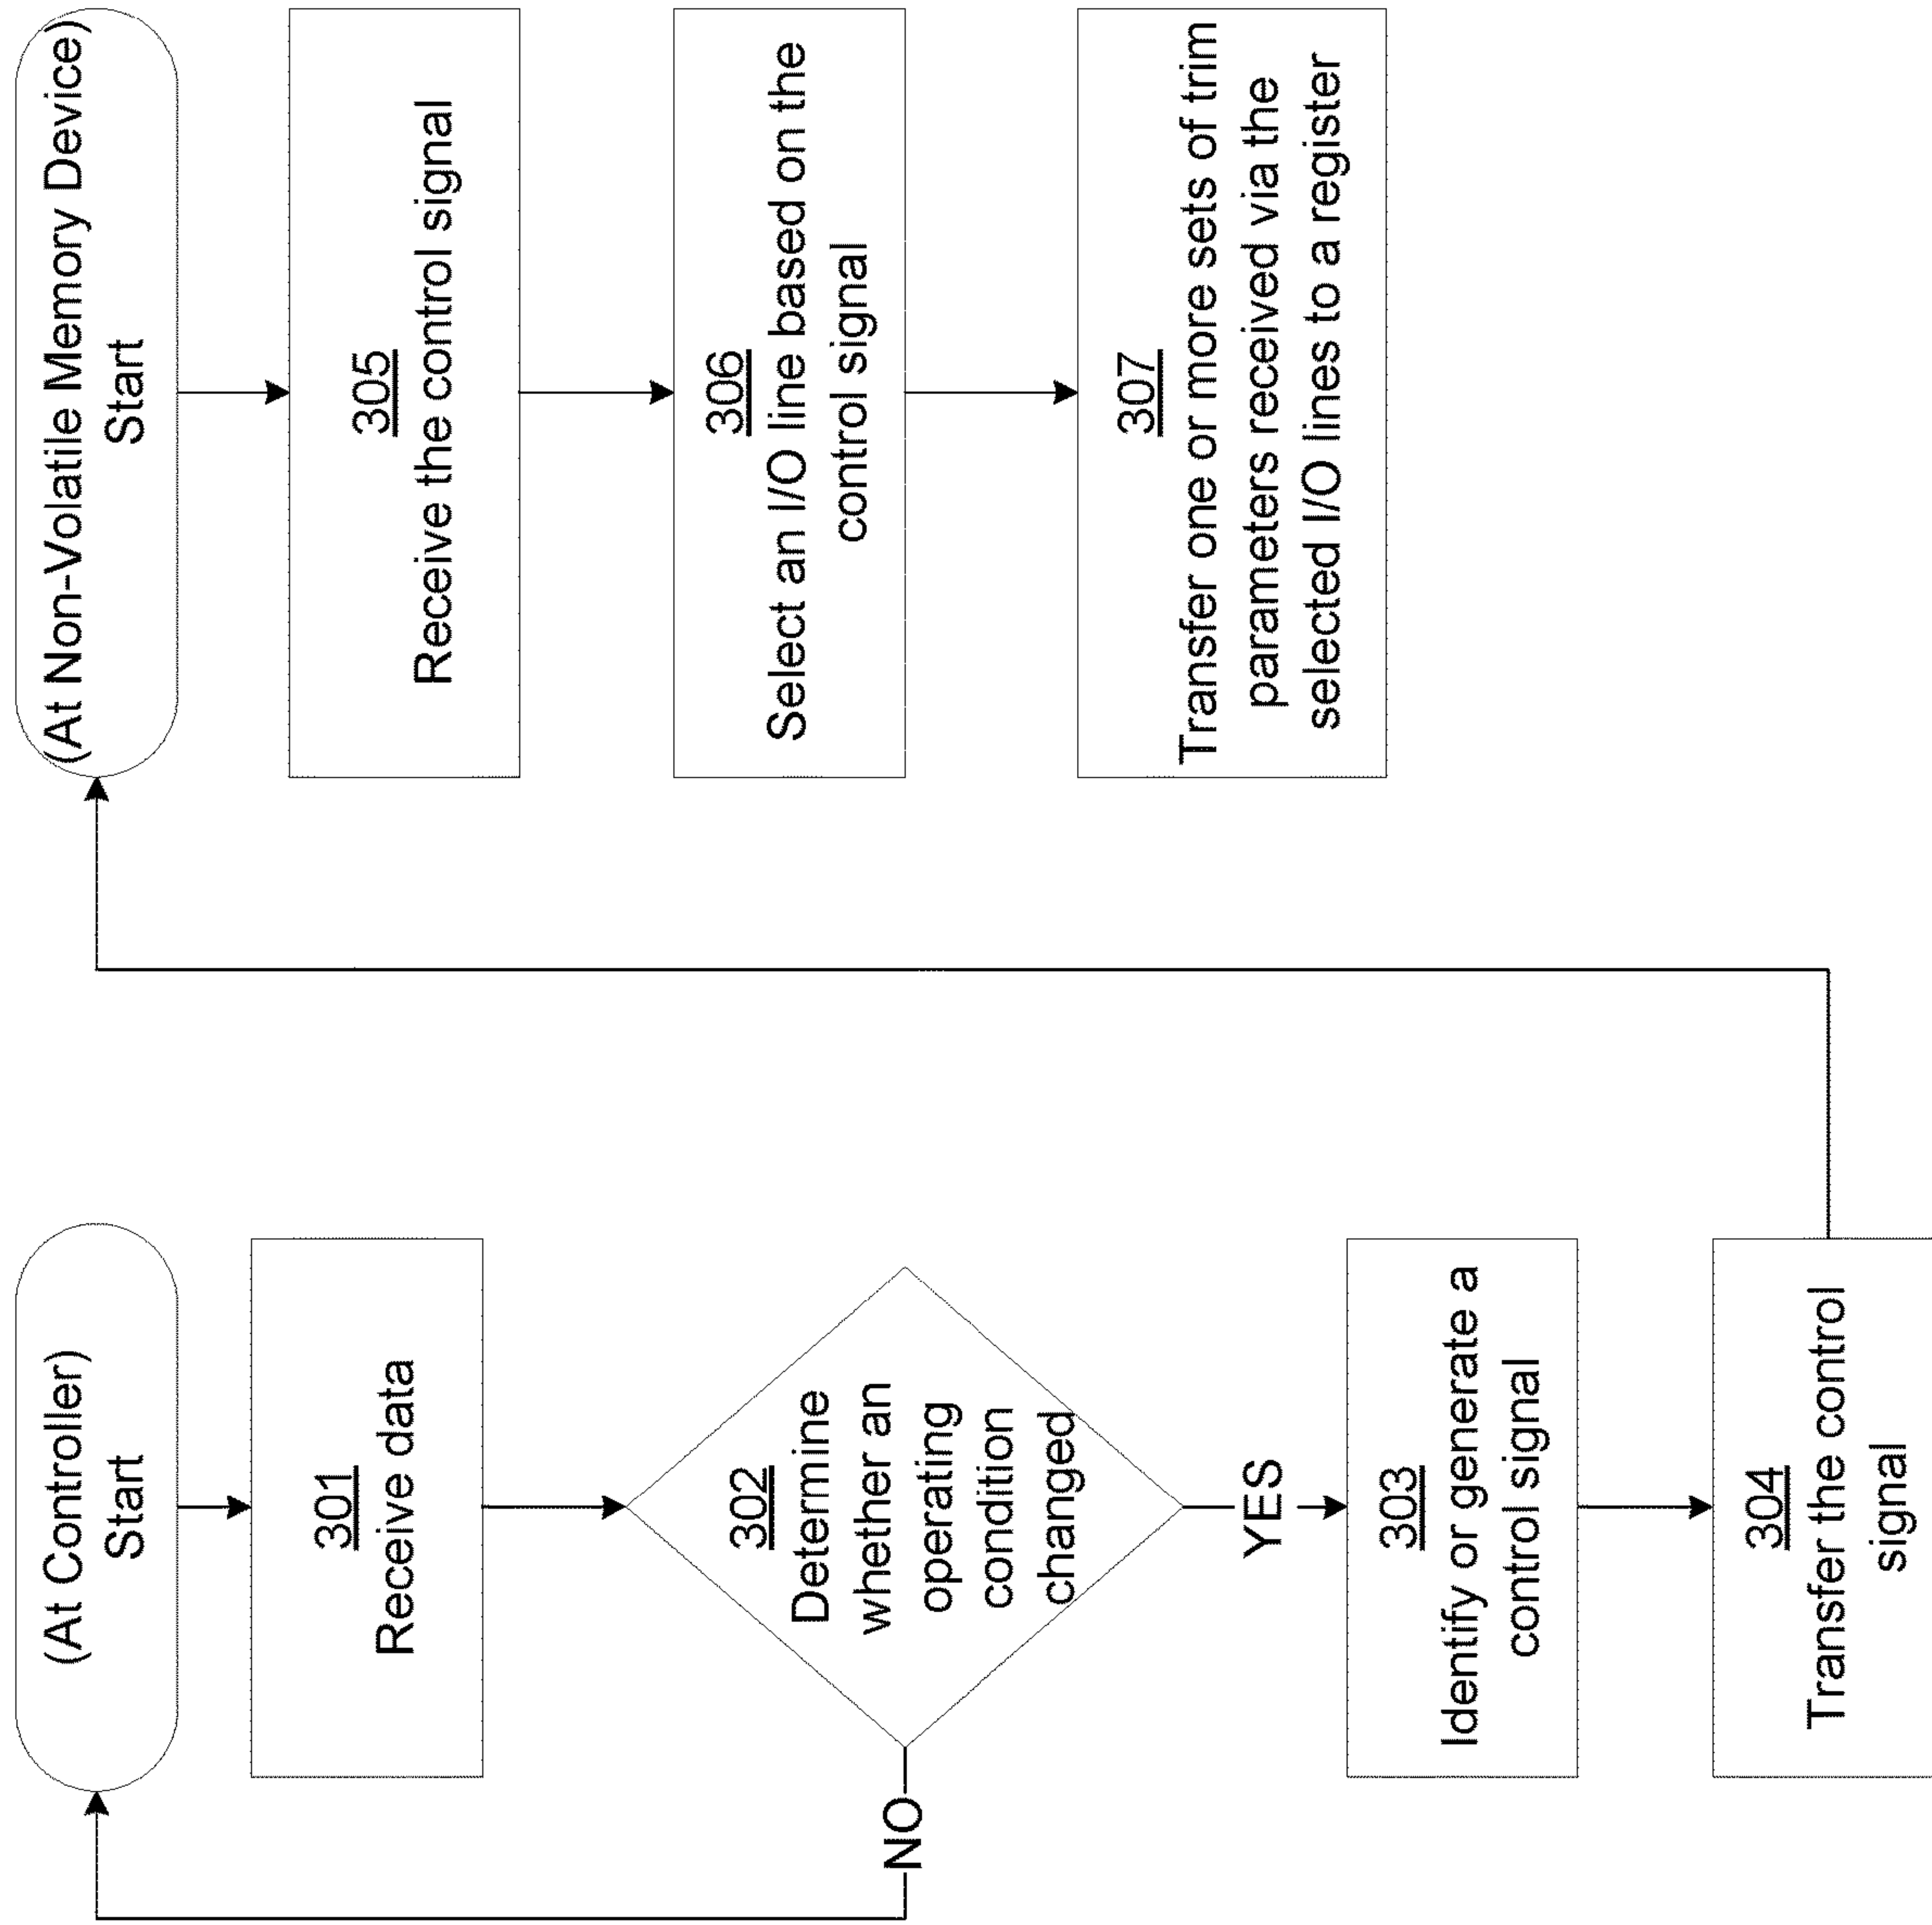 (At Controller)
Start
301
Receive data
302
Determine
whether an
operating
condition
changed
NO
YES
303
Identify or generate a
control signal
304
Transfer the control
signal
(At Non-Volatile Memory Device)
Start
305
Receive the control signal
306
Select an I/O line based on the
control signal
307
Transfer one or more sets of trim
parameters received via the
selected I/O lines to a register